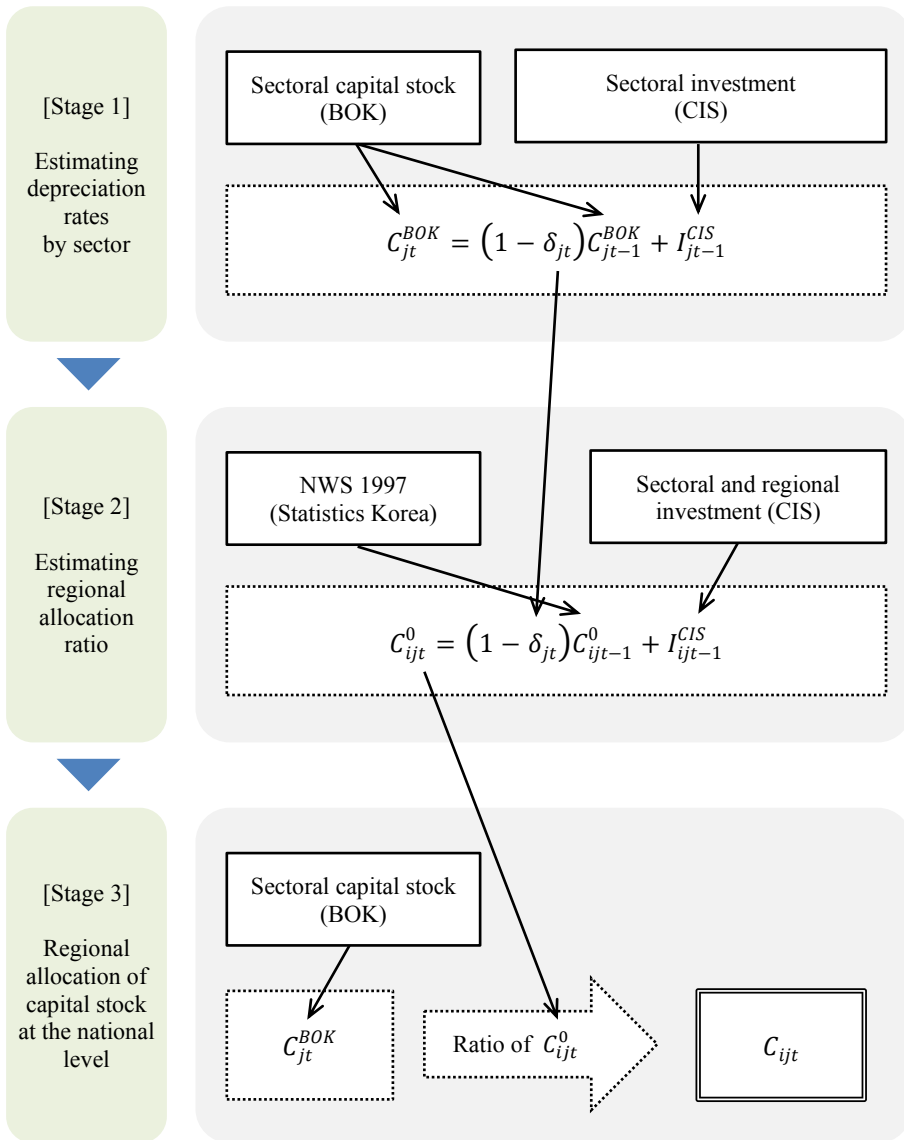 [Stage 1]
Estimating
depreciation
rates
by sector
Sectoral capital stock
(BOK)
Sectoral investment
(CIS)
$C_{jt}^{BOK} = (1 - \delta_{jt})C_{jt-1}^{BOK} + I_{jt-1}^{CIS}$
[Stage 2]
Estimating
regional
allocation
ratio
NWS 1997
(Statistics Korea)
Sectoral and regional
investment (CIS)
$C_{ijt}^{0} = (1 - \delta_{jt})C_{ijt-1}^{0} + I_{ijt-1}^{CIS}$
[Stage 3]
Regional
allocation of
capital stock
at the national
level
Sectoral capital stock
(BOK)
$C_{jt}^{BOK}$
Ratio of $C_{ijt}^{0}$
$C_{ijt}$